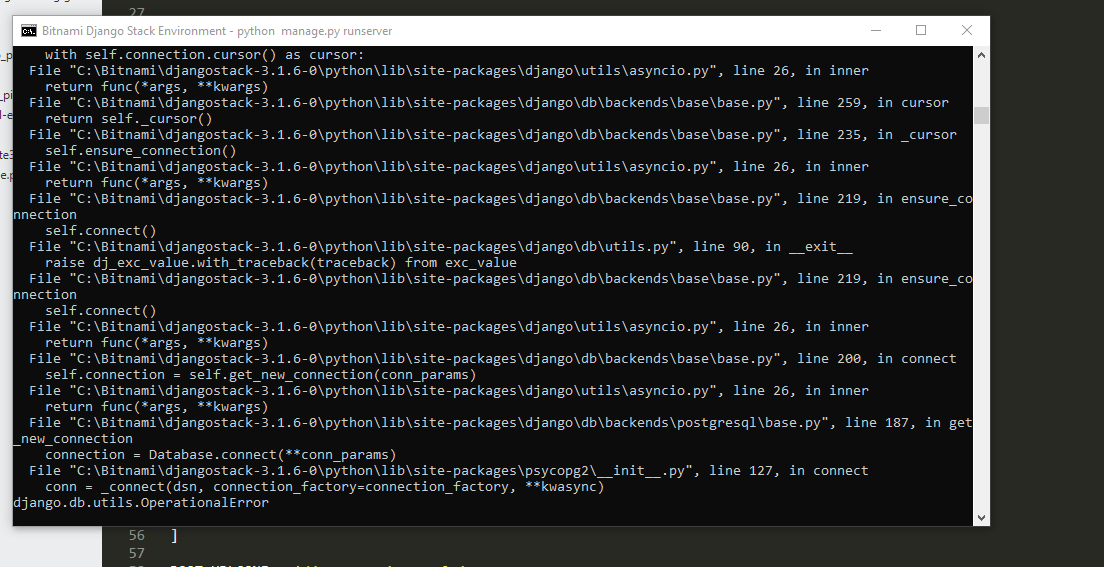 27
Bitnami Django Stack Environment - python  manage.py runserver
    with self.connection.cursor() as cursor:
  File "C:\Bitnami\djangostack-3.1.6-0\python\lib\site-packages\django\utils\asyncio.py", line 26, in inner
    return func(*args, **kwargs)
  File "C:\Bitnami\djangostack-3.1.6-0\python\lib\site-packages\django\db\backends\base\base.py", line 259, in cursor
    return self._cursor()
  File "C:\Bitnami\djangostack-3.1.6-0\python\lib\site-packages\django\db\backends\base\base.py", line 235, in _cursor
    self.ensure_connection()
  File "C:\Bitnami\djangostack-3.1.6-0\python\lib\site-packages\django\utils\asyncio.py", line 26, in inner
    return func(*args, **kwargs)
  File "C:\Bitnami\djangostack-3.1.6-0\python\lib\site-packages\django\db\backends\base\base.py", line 219, in ensure_co
nnection
    self.connect()
  File "C:\Bitnami\djangostack-3.1.6-0\python\lib\site-packages\django\db\utils.py", line 90, in __exit__
    raise dj_exc_value.with_traceback(traceback) from exc_value
  File "C:\Bitnami\djangostack-3.1.6-0\python\lib\site-packages\django\db\backends\base\base.py", line 219, in ensure_co
nnection
    self.connect()
  File "C:\Bitnami\djangostack-3.1.6-0\python\lib\site-packages\django\utils\asyncio.py", line 26, in inner
    return func(*args, **kwargs)
  File "C:\Bitnami\djangostack-3.1.6-0\python\lib\site-packages\django\db\backends\base\base.py", line 200, in connect
    self.connection = self.get_new_connection(conn_params)
  File "C:\Bitnami\djangostack-3.1.6-0\python\lib\site-packages\django\utils\asyncio.py", line 26, in inner
    return func(*args, **kwargs)
  File "C:\Bitnami\djangostack-3.1.6-0\python\lib\site-packages\django\db\backends\postgresql\base.py", line 187, in get
_new_connection
    connection = Database.connect(**conn_params)
  File "C:\Bitnami\djangostack-3.1.6-0\python\lib\site-packages\psycopg2\__init__.py", line 127, in connect
    conn = _connect(dsn, connection_factory=connection_factory, **kwasync)
django.db.utils.OperationalError
56 ]
57